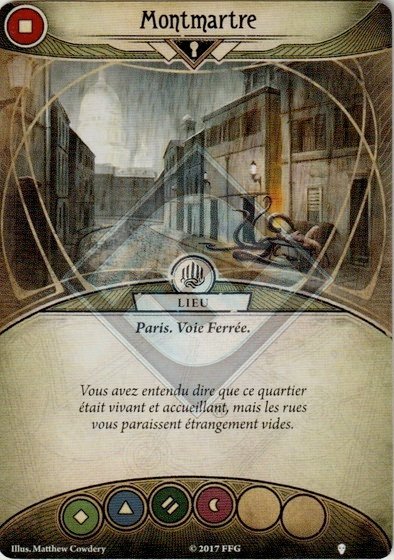 Montmartre
LIEU
Paris. Voie Ferrée.
Vous avez entendu dire que ce quartier
était vivant et accueillant, mais les rues
vous paraissent étrangement vides.
Illus. Matthew Cowdery
© 2017 FFG